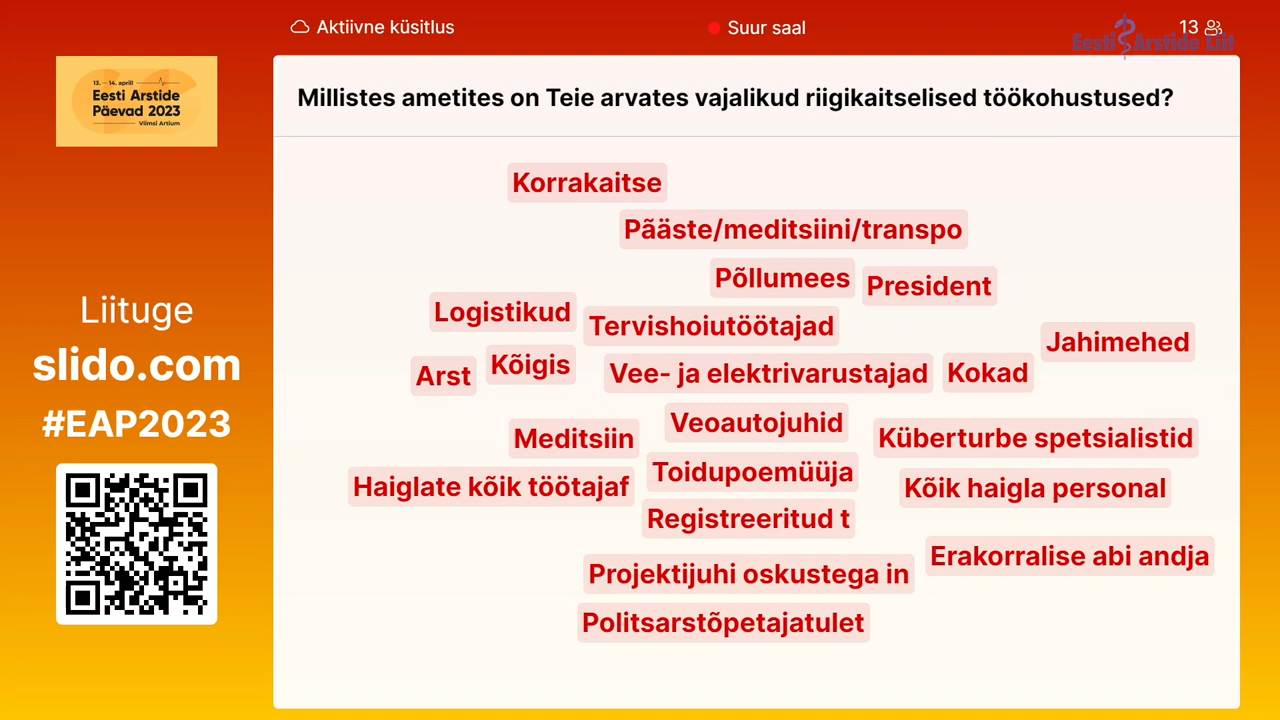 Aktiivne küsitlus
Suur saal
13
Eesti Arstide Liit
13. – 14. aprill
Eesti Arstide
Päevad 2023
Viimsi Artium
Millistes ametites on Teie arvates vajalikud riigikaitselised töökohustused?
Korrakaitse
Pãäste/meditsiini/transpo
Põllumees
President
Logistikud
Tervishoiutöötajad
Jahimehed
Arst
Kõigis
Vee- ja elektrivarustajad
Kokad
Veoautojuhid
Meditsiin
Küberturbe spetsialistid
Toidupoemüüja
Haiglate kõik töötajaf
Kõik haigla personal
Registreeritud t
Erakorralise abi andja
Projektijuhi oskustega in
Politsarstõpetajatulet
Liituge
slido.com
#EAP2023